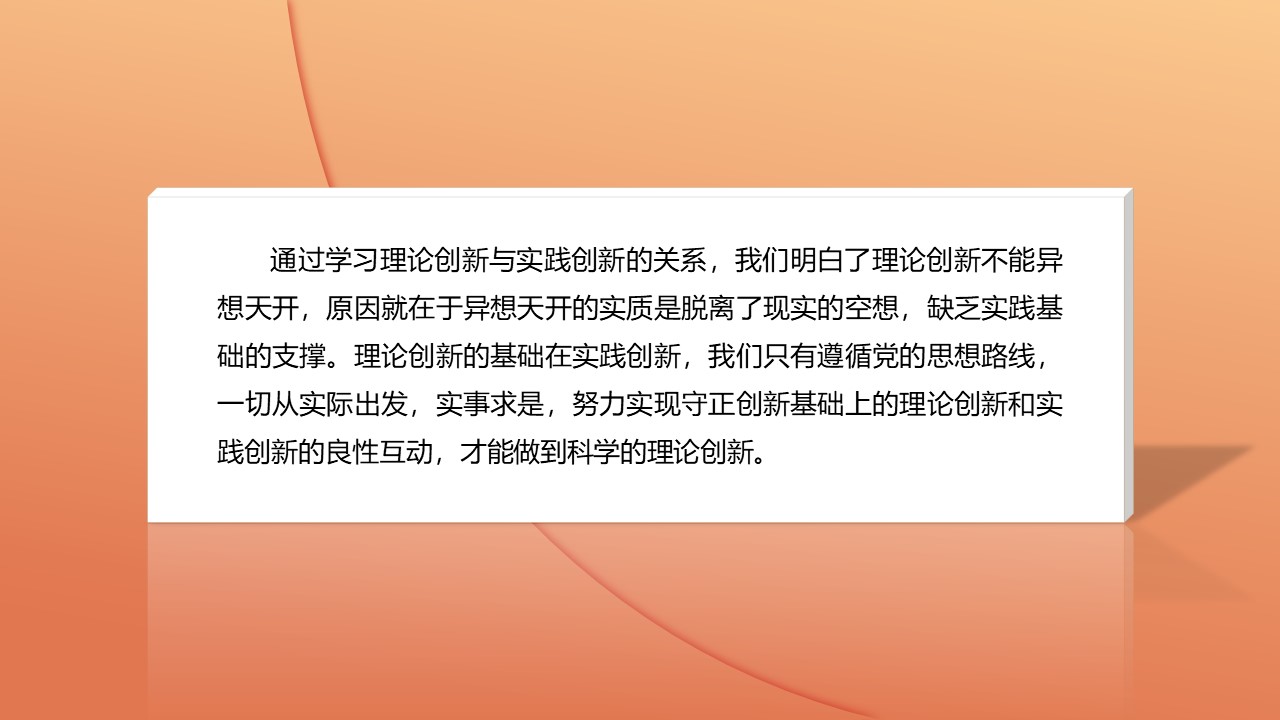 通过学习理论创新与实践创新的关系，我们明白了理论创新不能异
想天开，原因就在于异想天开的实质是脱离了现实的空想，缺乏实践基
础的支撑。理论创新的基础在实践创新，我们只有遵循党的思想路线，
一切从实际出发，实事求是，努力实现守正创新基础上的理论创新和实
践创新的良性互动，才能做到科学的理论创新。